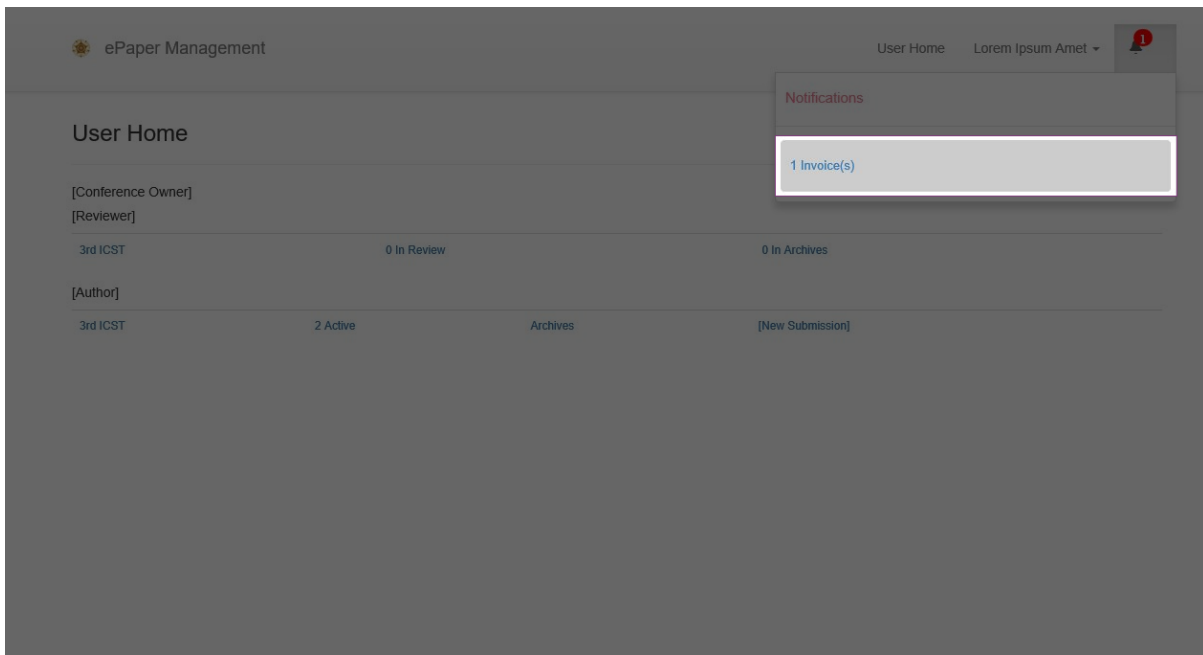 ePaper Management
User Home Lorem Ipsum Amet 1
Notifications
User Home
1 Invoice(s)
[Conference Owner]
[Reviewer]
3rd ICST 0 In Review 0 In Archives
[Author]
3rd ICST 2 Active Archives [New Submission]